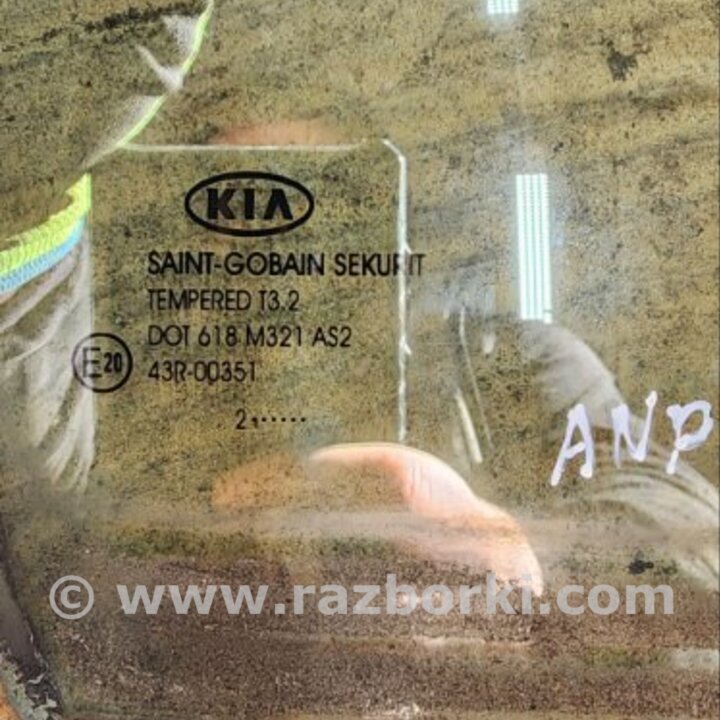 KIA
SAINT-GOBAIN SEKURIT
TEMPERED T3.2
DOT 618 M321 AS2
E20
43R-00351
2••••••
ANP
© www.razborki.com